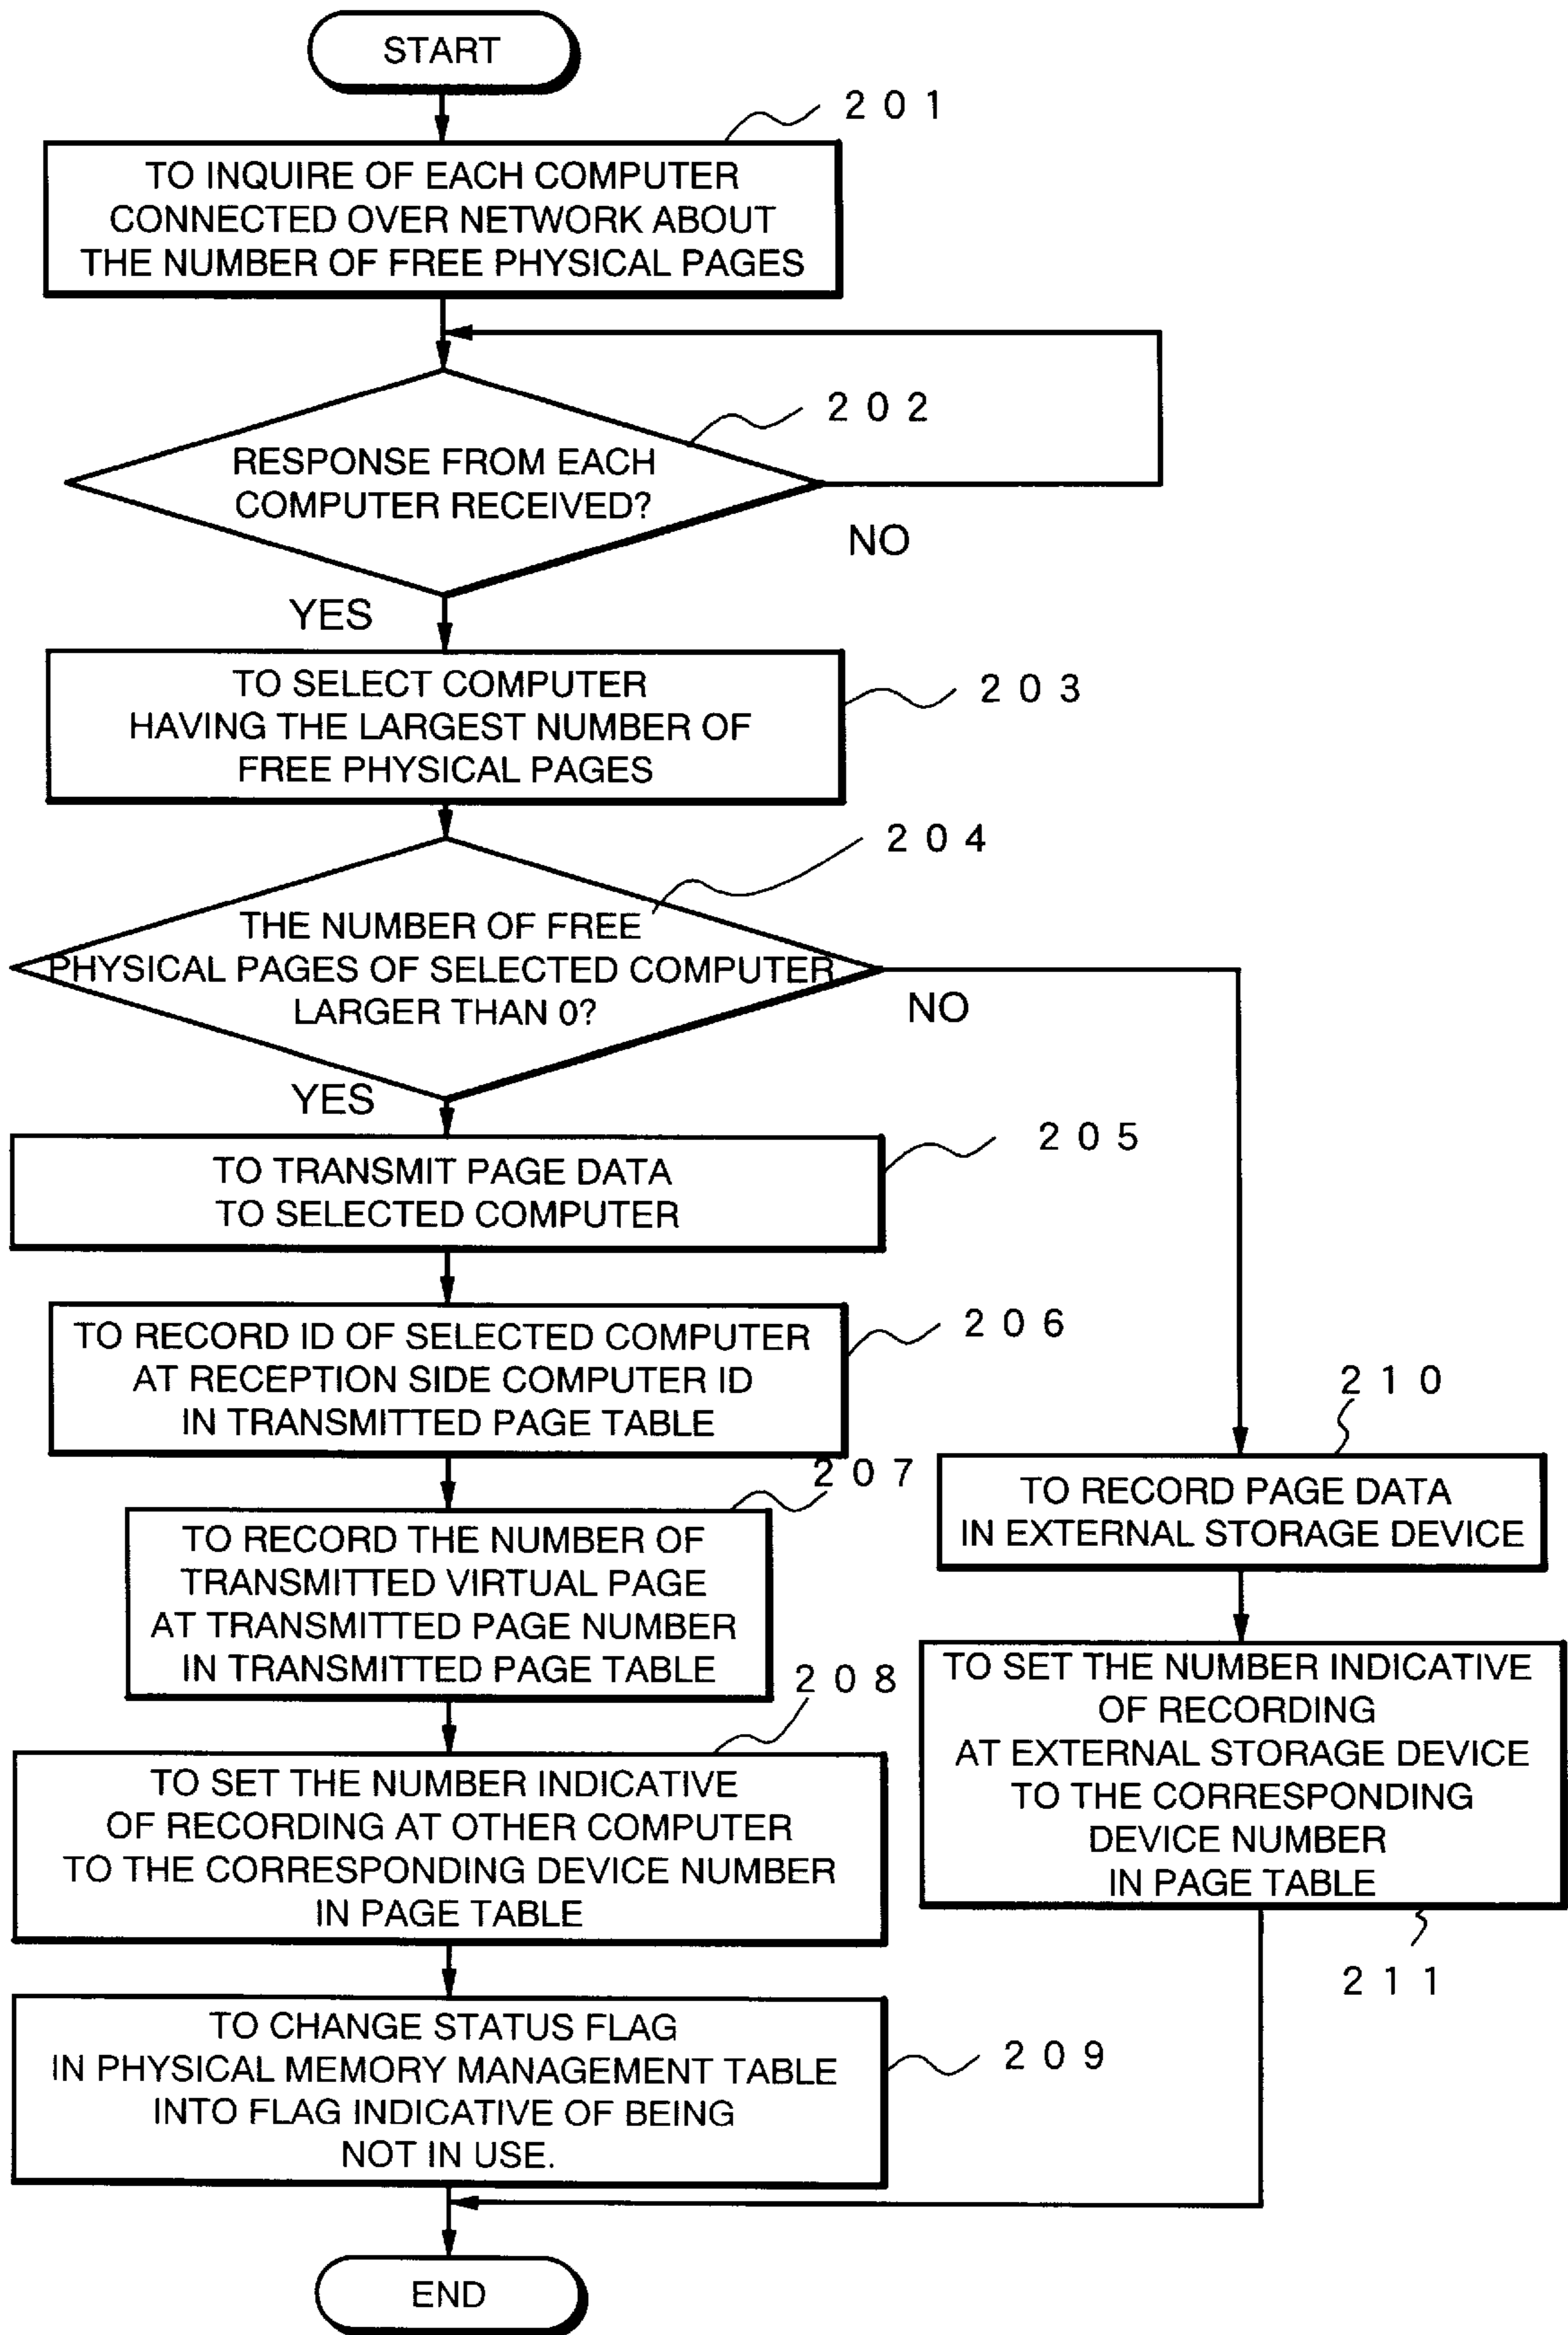 START
2 0 1
TO INQUIRE OF EACH COMPUTER
CONNECTED OVER NETWORK ABOUT
THE NUMBER OF FREE PHYSICAL PAGES
2 0 2
RESPONSE FROM EACH
COMPUTER RECEIVED?
NO
YES
TO SELECT COMPUTER
HAVING THE LARGEST NUMBER OF
FREE PHYSICAL PAGES
2 0 3
2 0 4
THE NUMBER OF FREE
PHYSICAL PAGES OF SELECTED COMPUTER
LARGER THAN 0?
NO
YES
2 0 5
TO TRANSMIT PAGE DATA
TO SELECTED COMPUTER
2 0 6
TO RECORD ID OF SELECTED COMPUTER
AT RECEPTION SIDE COMPUTER ID
IN TRANSMITTED PAGE TABLE
2 0 7
TO RECORD THE NUMBER OF
TRANSMITTED VIRTUAL PAGE
AT TRANSMITTED PAGE NUMBER
IN TRANSMITTED PAGE TABLE
2 0 8
TO SET THE NUMBER INDICATIVE
OF RECORDING AT OTHER COMPUTER
TO THE CORRESPONDING DEVICE NUMBER
IN PAGE TABLE
TO CHANGE STATUS FLAG
IN PHYSICAL MEMORY MANAGEMENT TABLE
INTO FLAG INDICATIVE OF BEING
NOT IN USE.
2 0 9
2 1 0
TO RECORD PAGE DATA
IN EXTERNAL STORAGE DEVICE
TO SET THE NUMBER INDICATIVE
OF RECORDING
AT EXTERNAL STORAGE DEVICE
TO THE CORRESPONDING
DEVICE NUMBER
IN PAGE TABLE
2 1 1
END